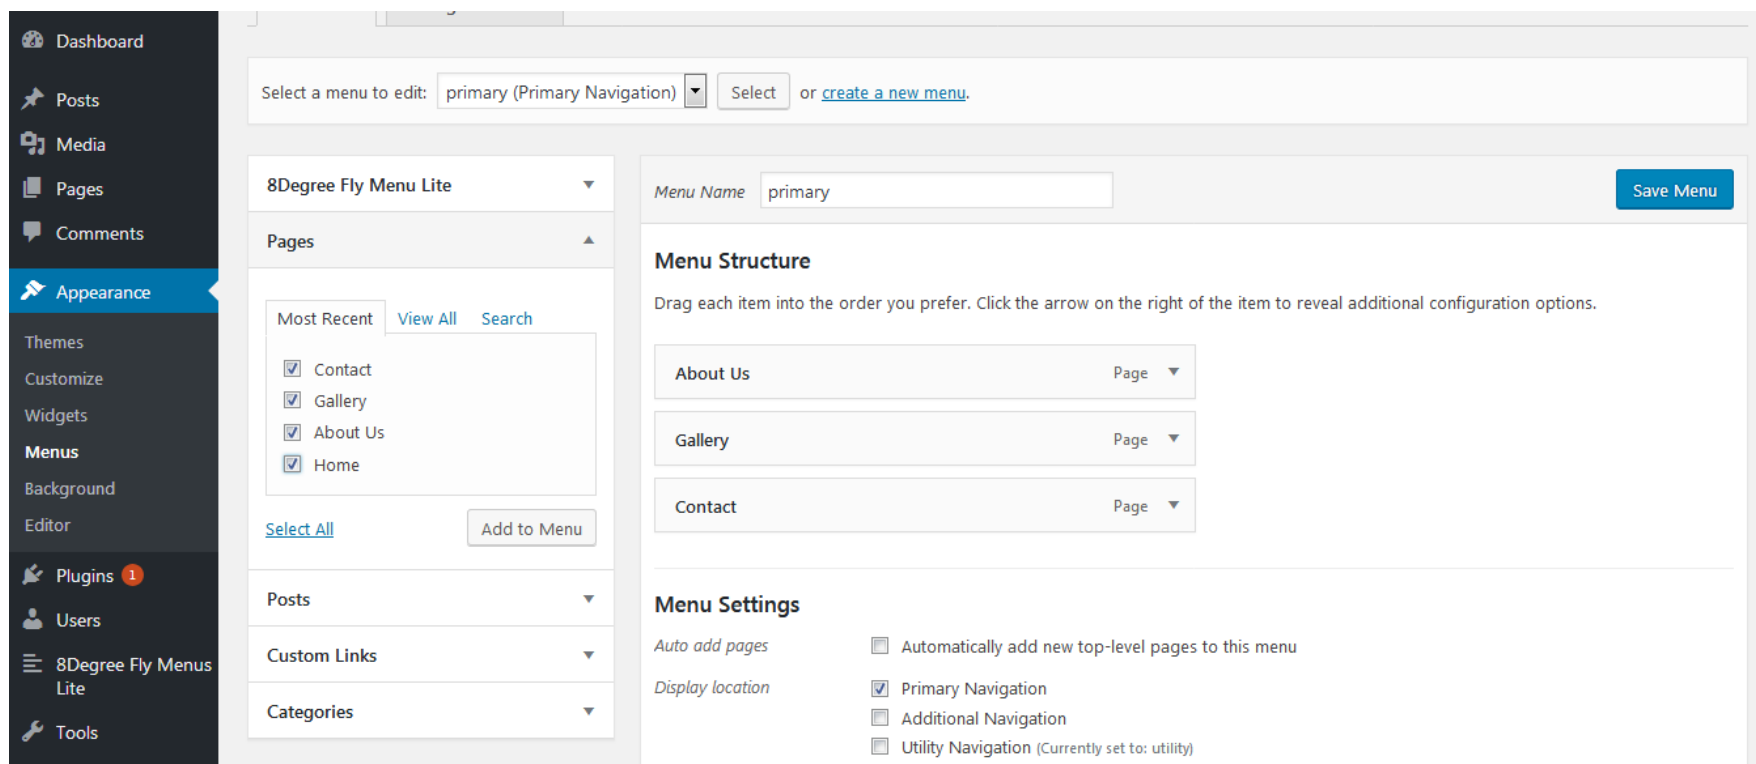 Dashboard
Posts
Media
Pages
Comments
Appearance
Themes
Customize
Widgets
Menus
Background
Editor
Plugins 1
Users
8Degree Fly Menus
Lite
Tools
Select a menu to edit: primary (Primary Navigation) Select or create a new menu.
8Degree Fly Menu Lite
Pages
Most Recent View All Search
Contact
Gallery
About Us
Home
Select All Add to Menu
Posts
Custom Links
Categories
Menu Name primary Save Menu
Menu Structure
Drag each item into the order you prefer. Click the arrow on the right of the item to reveal additional configuration options.
About Us Page
Gallery Page
Contact Page
Menu Settings
Auto add pages Automatically add new top-level pages to this menu
Display location Primary Navigation
Additional Navigation
Utility Navigation (Currently set to: utility)